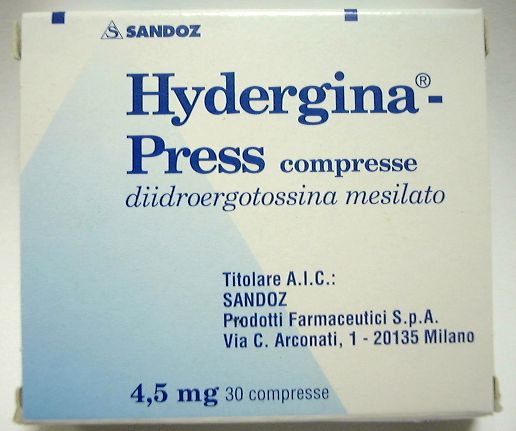 SANDOZ
Hydergina®-
Press compresse
diidroergotossina mesilato
Titolare A.I.C.:
SANDOZ
Prodotti Farmaceutici S.p.A.
Via C. Arconati, 1 - 20135 Milano
4,5 mg 30 compresse